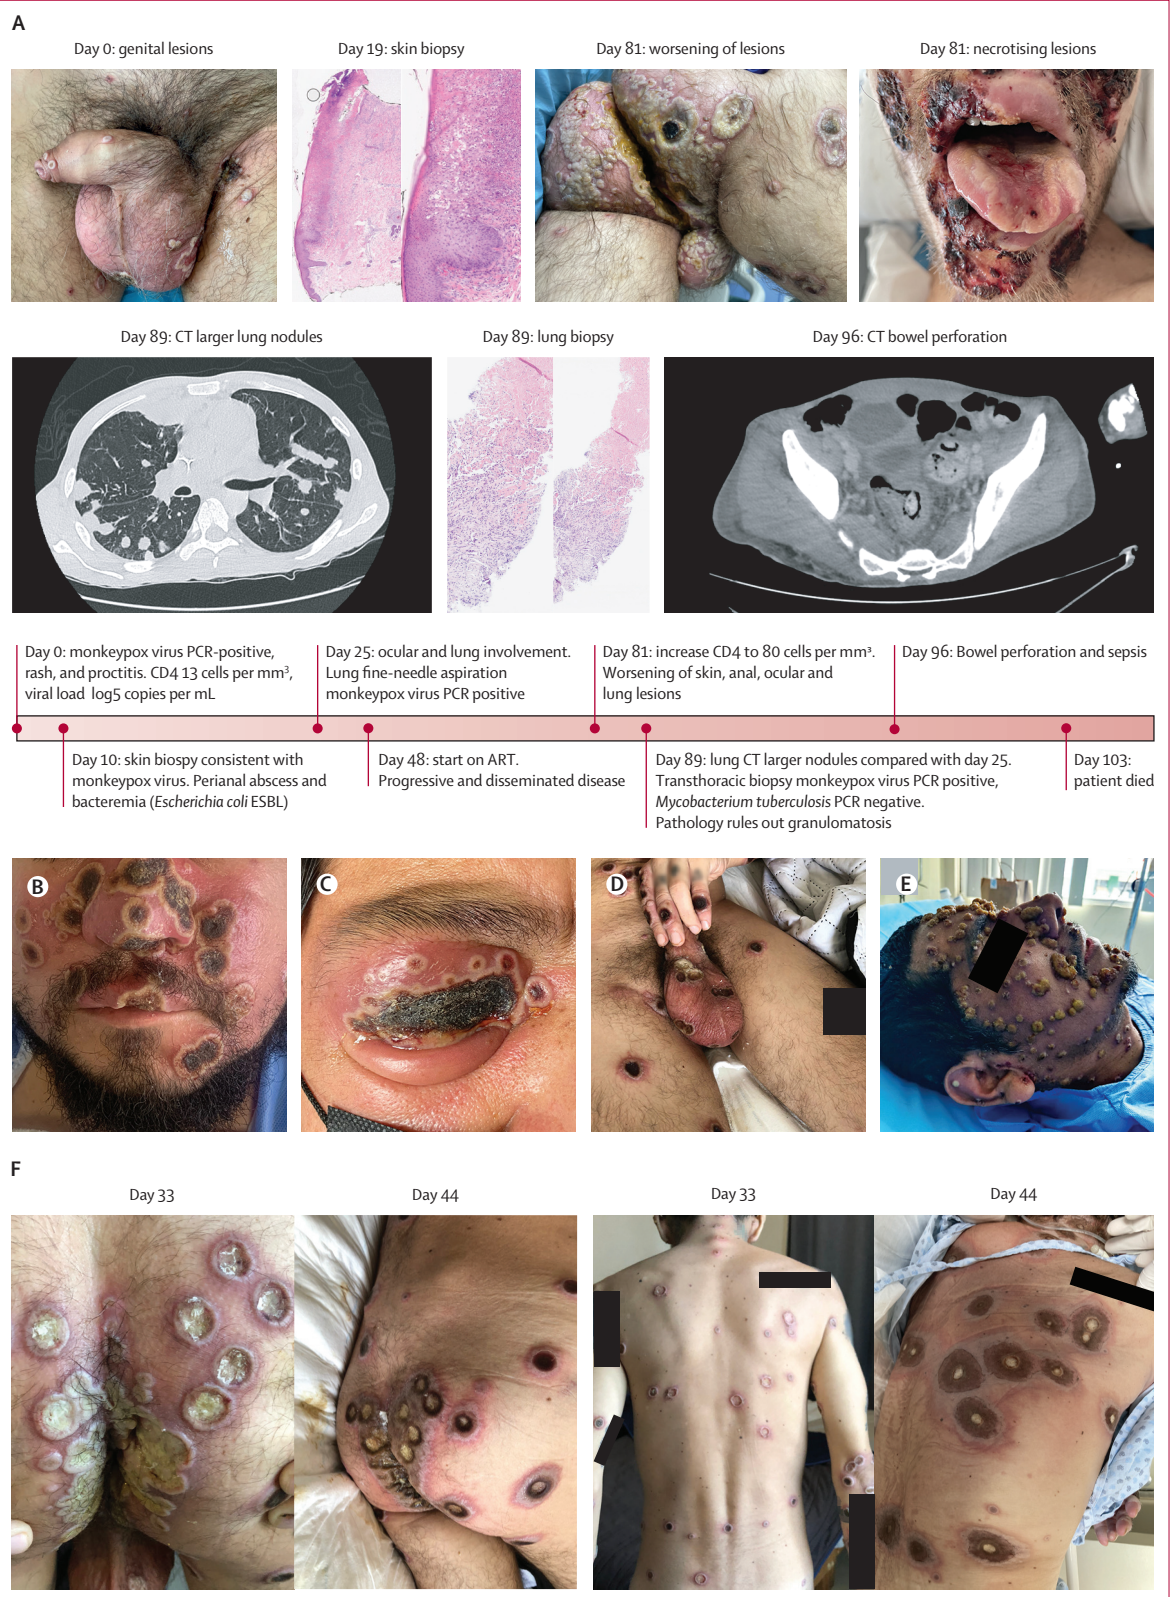 A
Day 0: genital lesions
Day 19: skin biopsy
Day 81: worsening of lesions
Day 81: necrotising lesions
Day 89: CT larger lung nodules
Day 89: lung biopsy
Day 96: CT bowel perforation
Day 0: monkeypox virus PCR-positive,
rash, and proctitis. CD4 13 cells per mm³,
viral load log5 copies per mL
Day 25: ocular and lung involvement.
Lung fine-needle aspiration
monkeypox virus PCR positive
Day 81: increase CD4 to 80 cells per mm³.
Worsening of skin, anal, ocular and
lung lesions
Day 96: Bowel perforation and sepsis
Day 10: skin biospy consistent with
monkeypox virus. Perianal abscess and
bacteremia (Escherichia coli ESBL)
Day 48: start on ART.
Progressive and disseminated disease
Day 89: lung CT larger nodules compared with day 25.
Transthoracic biopsy monkeypox virus PCR positive,
Mycobacterium tuberculosis PCR negative.
Pathology rules out granulomatosis
Day 103:
patient died
B
C
D
E
F
Day 33
Day 44
Day 33
Day 44